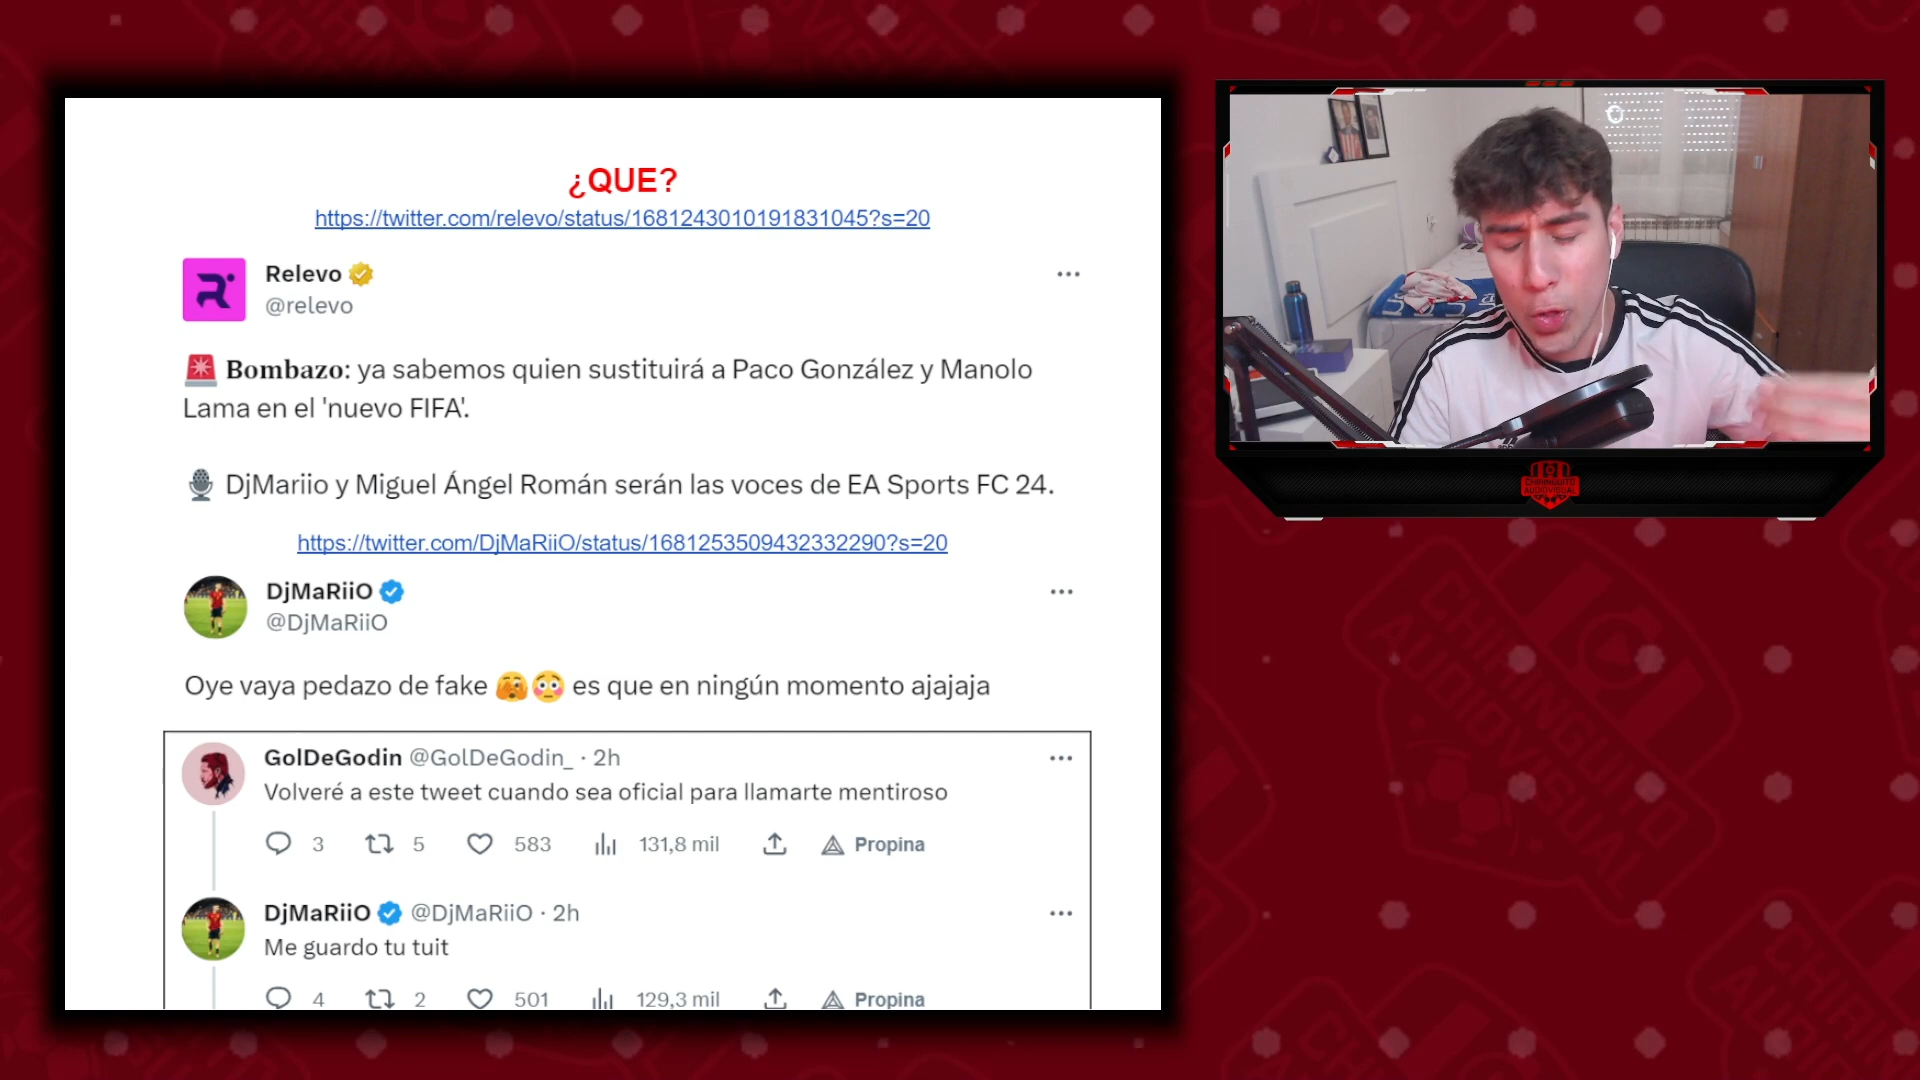 ¿QUE?
https://twitter.com/relevo/status/1681243010191831045?s=20
Relevo
@relevo
🚨 Bombazo: ya sabemos quien sustituirá a Paco González y Manolo
Lama en el 'nuevo FIFA'.
🎙️ DjMariio y Miguel Ángel Román serán las voces de EA Sports FC 24.
https://twitter.com/DjMaRiiO/status/1681253509432332290?s=20
DjMaRiiO
@DjMaRiiO
Oye vaya pedazo de fake 🫣😳 es que en ningún momento ajajaja
GolDeGodin @GolDeGodin_ · 2h
Volveré a este tweet cuando sea oficial para llamarte mentiroso
3 5 583 131,8 mil Propina
DjMaRiiO @DjMaRiiO · 2h
Me guardo tu tuit
4 2 501 129,3 mil Propina
CHIRINGUITO
AUDIOVISUAL
CHIRINGUITO
AUDIOVISUAL